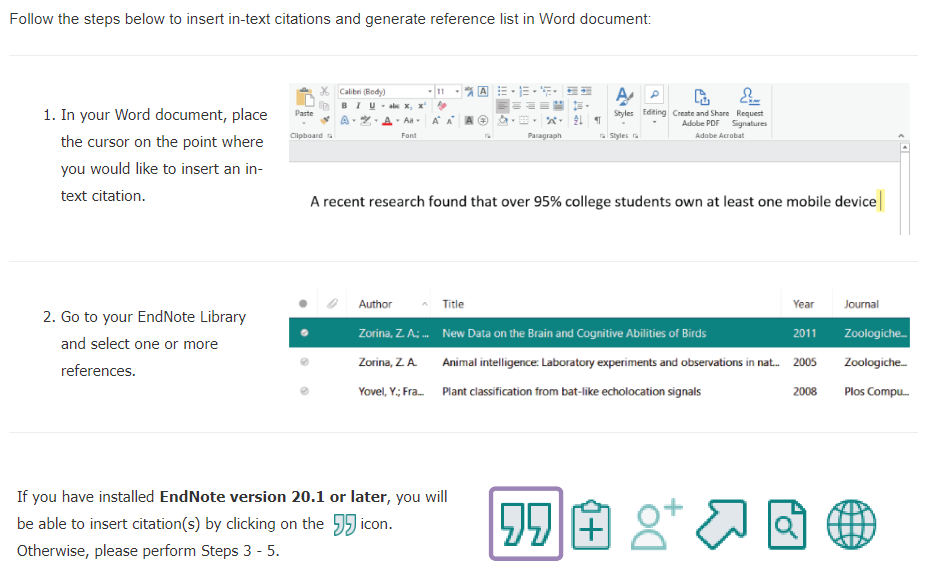 Follow the steps below to insert in-text citations and generate reference list in Word document:
1. In your Word document, place
the cursor on the point where
you would like to insert an in-
text citation.
Calibri (Body) 11
Paste
B I U abc x, x²
Aa
Styles Editing Create and Share Request
Adobe PDF Signatures
Clipboard Font Paragraph Styles Adobe Acrobat
A recent research found that over 95% college students own at least one mobile device
2. Go to your EndNote Library
and select one or more
references.
Author Title Year Journal
Zorina, Z. A.; ... New Data on the Brain and Cognitive Abilities of Birds 2011 Zoologiche...
Zorina, Z. A. Animal intelligence: Laboratory experiments and observations in nat... 2005 Zoologiche...
Yovel, Y.; Fra... Plant classification from bat-like echolocation signals 2008 Plos Compu...
If you have installed EndNote version 20.1 or later, you will
be able to insert citation(s) by clicking on the icon.
Otherwise, please perform Steps 3 - 5.